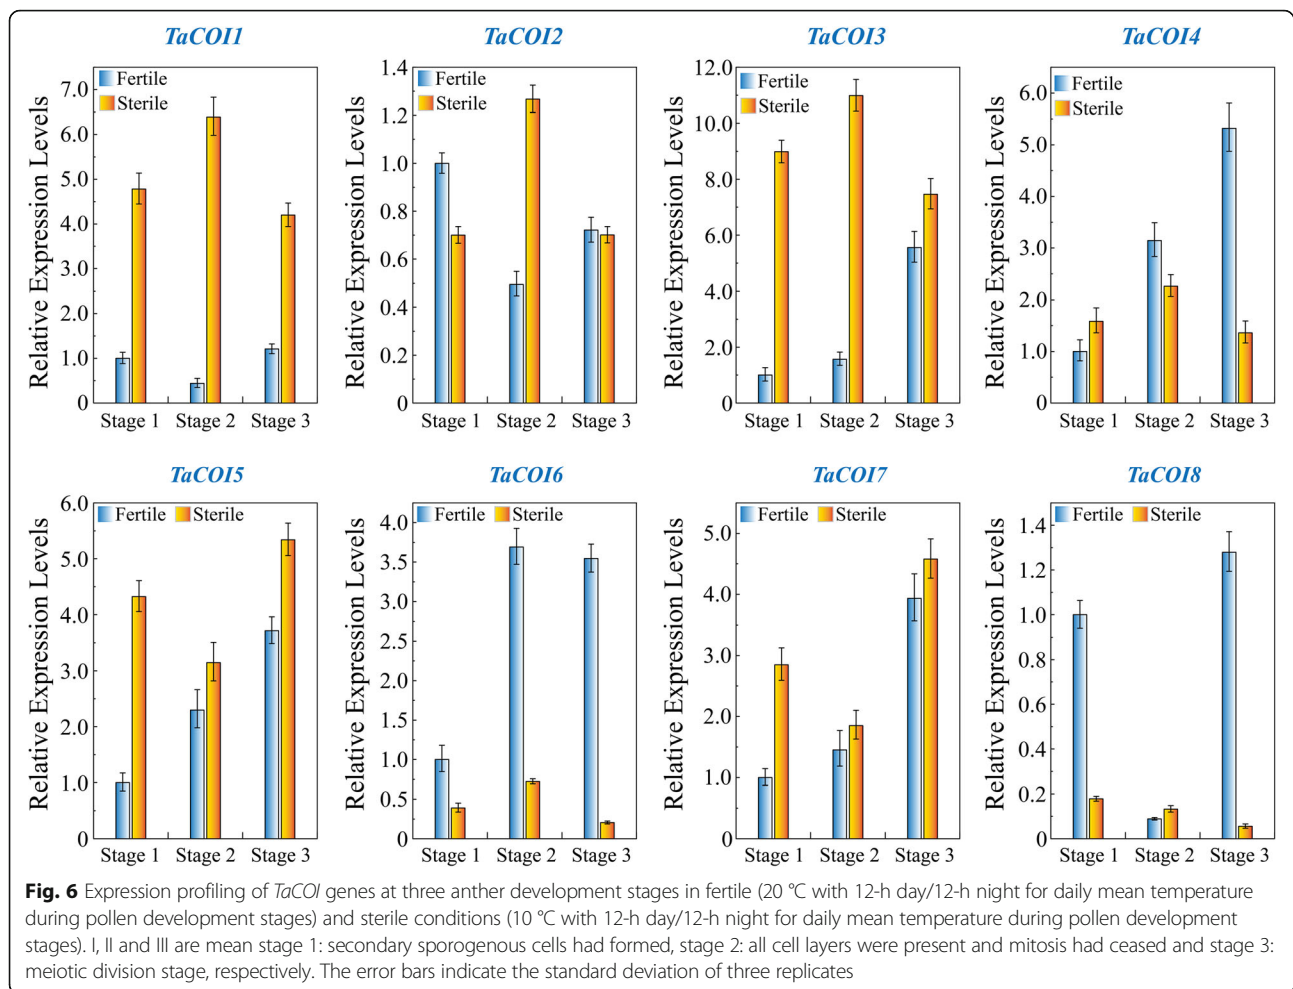 TaCOI1
Relative Expression Levels
Fertile
Sterile
7.0
6.0
5.0
4.0
3.0
2.0
1.0
0
Stage 1 Stage 2 Stage 3
TaCOI2
Relative Expression Levels
Fertile
Sterile
1.4
1.2
1.0
0.8
0.6
0.4
0.2
0
Stage 1 Stage 2 Stage 3
TaCOI3
Relative Expression Levels
Fertile
Sterile
12.0
10.0
8.0
6.0
4.0
2.0
0
Stage 1 Stage 2 Stage 3
TaCOI4
Relative Expression Levels
Fertile
Sterile
6.0
5.0
4.0
3.0
2.0
1.0
0
Stage 1 Stage 2 Stage 3
TaCOI5
Relative Expression Levels
Fertile Sterile
6.0
5.0
4.0
3.0
2.0
1.0
0
Stage 1 Stage 2 Stage 3
TaCOI6
Relative Expression Levels
Fertile Sterile
4.0
3.5
3.0
2.5
2.0
1.5
1.0
0.5
0
Stage 1 Stage 2 Stage 3
TaCOI7
Relative Expression Levels
Fertile Sterile
5.0
4.0
3.0
2.0
1.0
0
Stage 1 Stage 2 Stage 3
TaCOI8
Relative Expression Levels
Fertile Sterile
1.4
1.2
1.0
0.8
0.6
0.4
0.2
0
Stage 1 Stage 2 Stage 3
Fig. 6 Expression profiling of TaCOI genes at three anther development stages in fertile (20 °C with 12-h day/12-h night for daily mean temperature
during pollen development stages) and sterile conditions (10 °C with 12-h day/12-h night for daily mean temperature during pollen development
stages). I, II and III are mean stage 1: secondary sporogenous cells had formed, stage 2: all cell layers were present and mitosis had ceased and stage 3:
meiotic division stage, respectively. The error bars indicate the standard deviation of three replicates